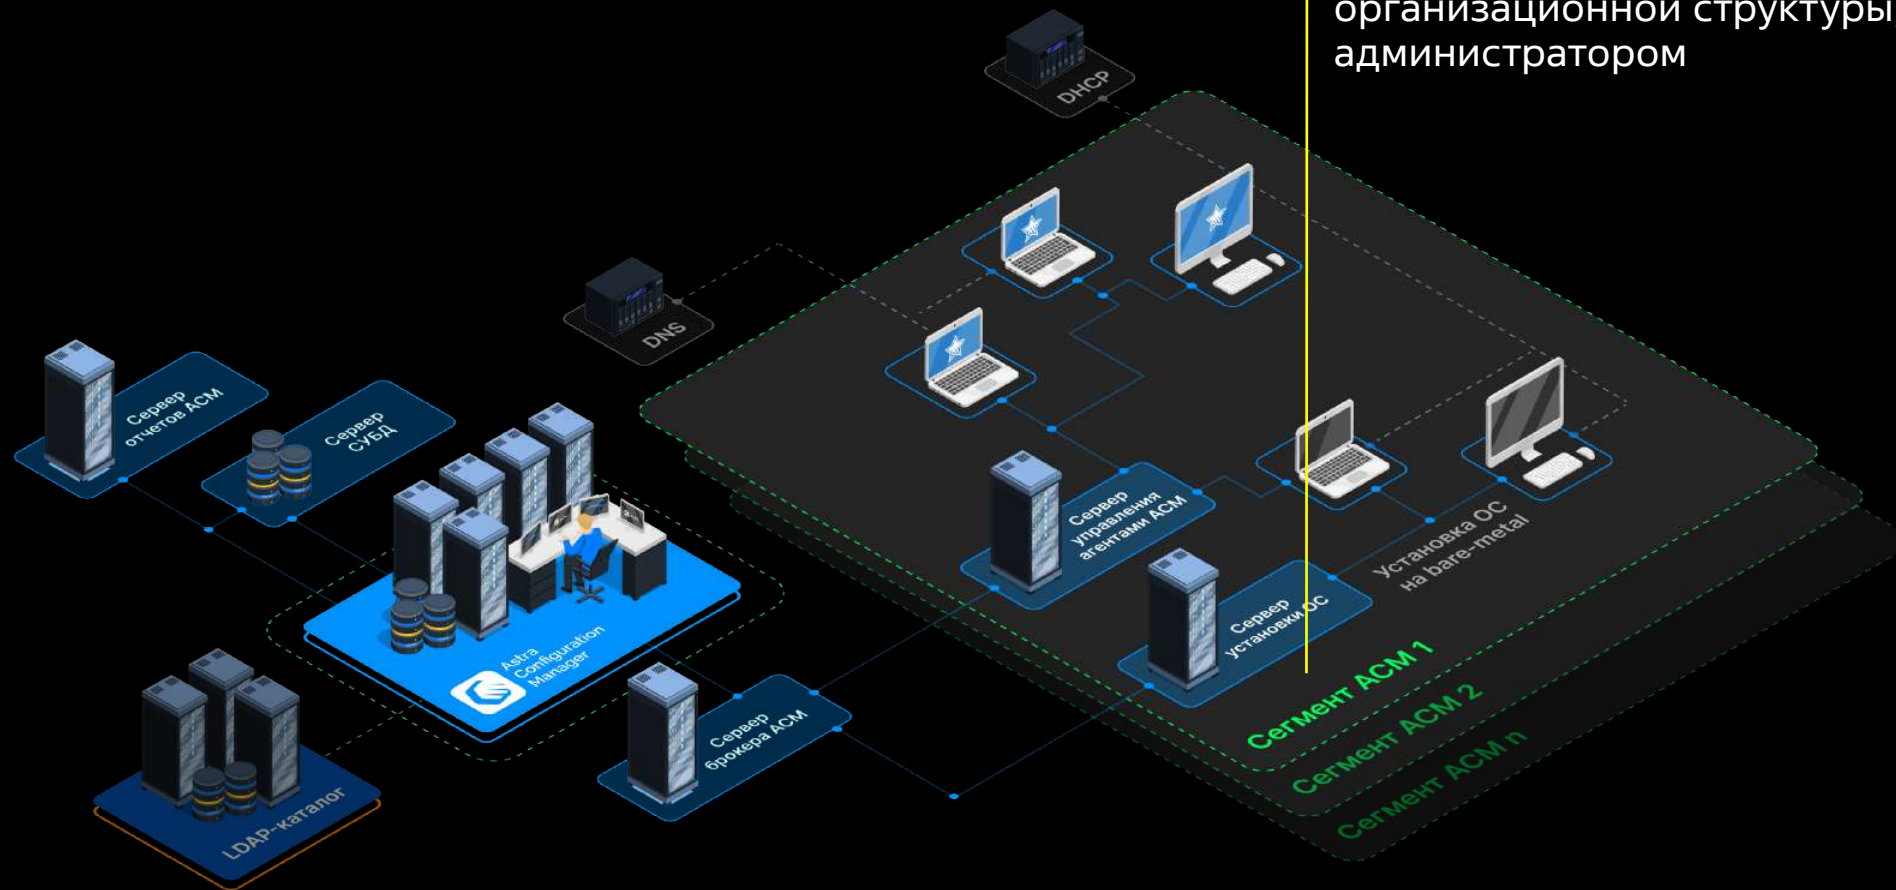 организационной структуры
администратором
DHCP
DNS
Сервер
отчетов ACM
Сервер
СУБД
Astra
Configuration
Manager
LDAP-каталог
Сервер
брокера ACM
Сервер
управления
агентами ACM
Сервер
установки ОС
Установка ОС
на bare-metal
Сегмент ACM 1
Сегмент ACM 2
Сегмент ACM n